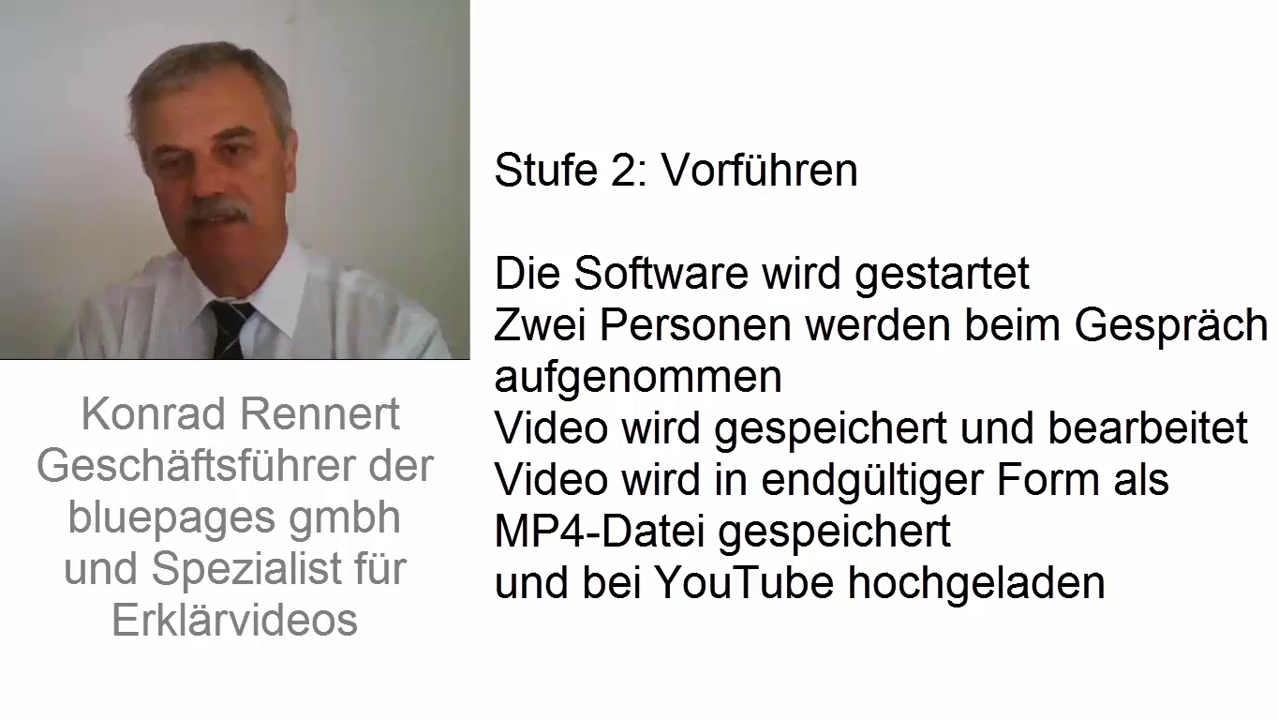 Stufe 2: Vorführen
Die Software wird gestartet
Zwei Personen werden beim Gespräch
aufgenommen
Video wird gespeichert und bearbeitet
Video wird in endgültiger Form als
MP4-Datei gespeichert
und bei YouTube hochgeladen
Konrad Rennert
Geschäftsführer der
bluepages gmbh
und Spezialist für
Erklärvideos